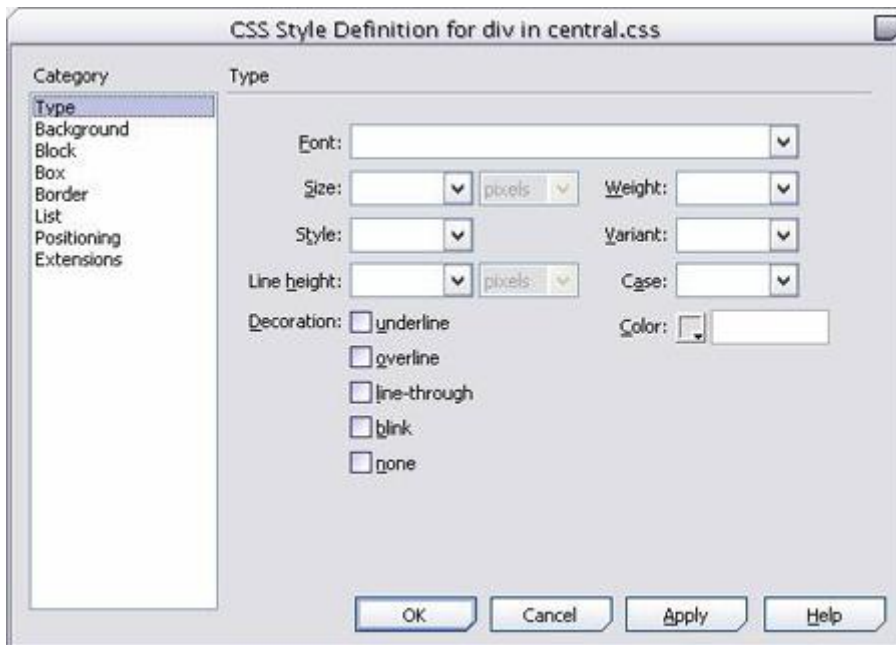 CSS Style Definition for div in central.css
Category
Type
Type
Background
Block
Box
Border
List
Positioning
Extensions
Font:
Size: pixels Weight:
Style: Variant:
Line height: pixels Case:
Decoration: underline Color:
overline
line-through
blink
none
OK Cancel Apply Help